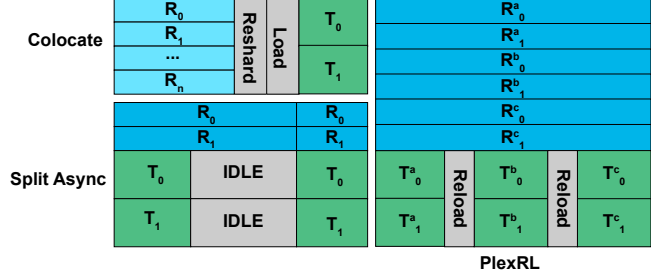 Colocate
R0
R1
...
Rn
Reshard
Load
T0
T1
Split Async
R0
R0
R1
R1
T0
IDLE
T0
T1
IDLE
T1
Ra0
Ra1
Rb0
Rb1
Rc0
Rc1
Ta0
Reload
Tb0
Reload
Tc0
Ta1
Tb1
Tc1
PlexRL